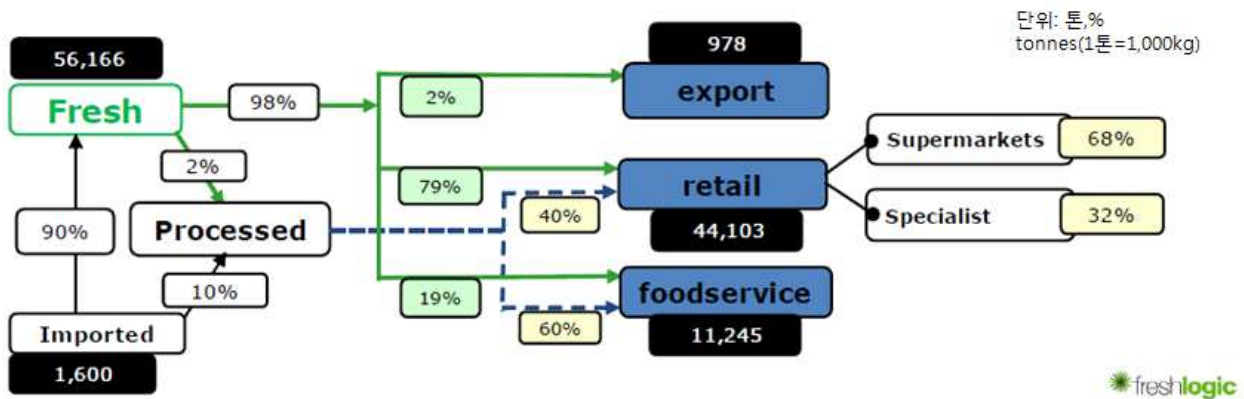 단위: 톤,%
tonnes(1톤=1,000kg)
56,166
Fresh
98%
2%
90%
Processed
10%
Imported
1,600
2%
79%
40%
19%
60%
978
export
retail
44,103
foodservice
11,245
Supermarkets
68%
Specialist
32%
freshlogic